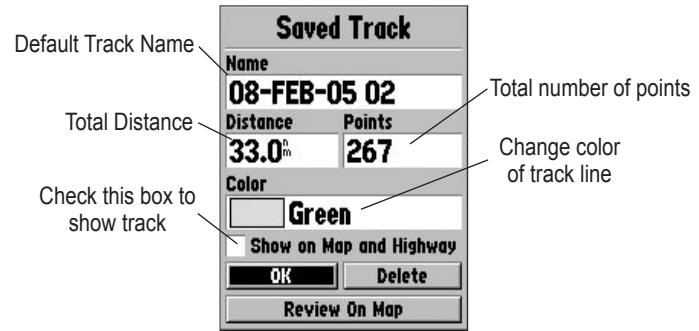 Saved Track
Default Track Name
Name
08-FEB-05 02
Total number of points
Total Distance
Distance
Points
33.0nm
267
Change color
of track line
Color
Check this box to
show track
Green
Show on Map and Highway
OK
Delete
Review On Map